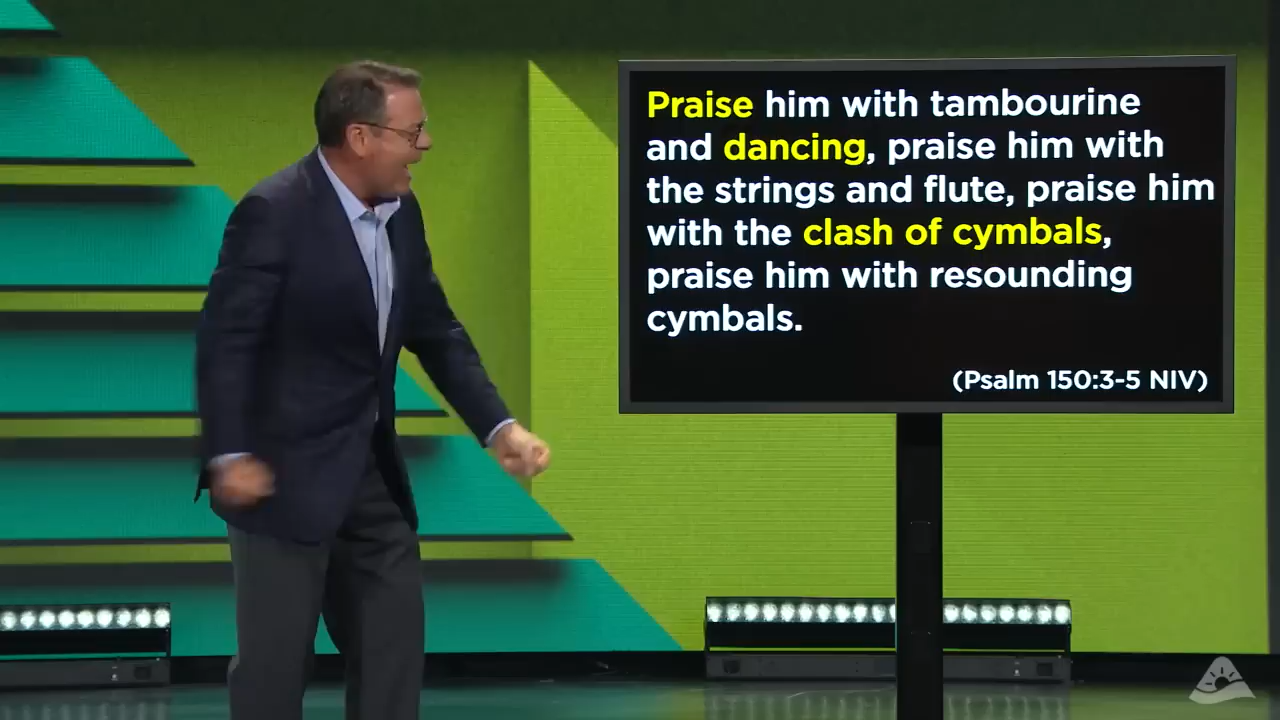 Praise him with tambourine
and dancing, praise him with
the strings and flute, praise him
with the clash of cymbals,
praise him with resounding
cymbals.
(Psalm 150:3-5 NIV)